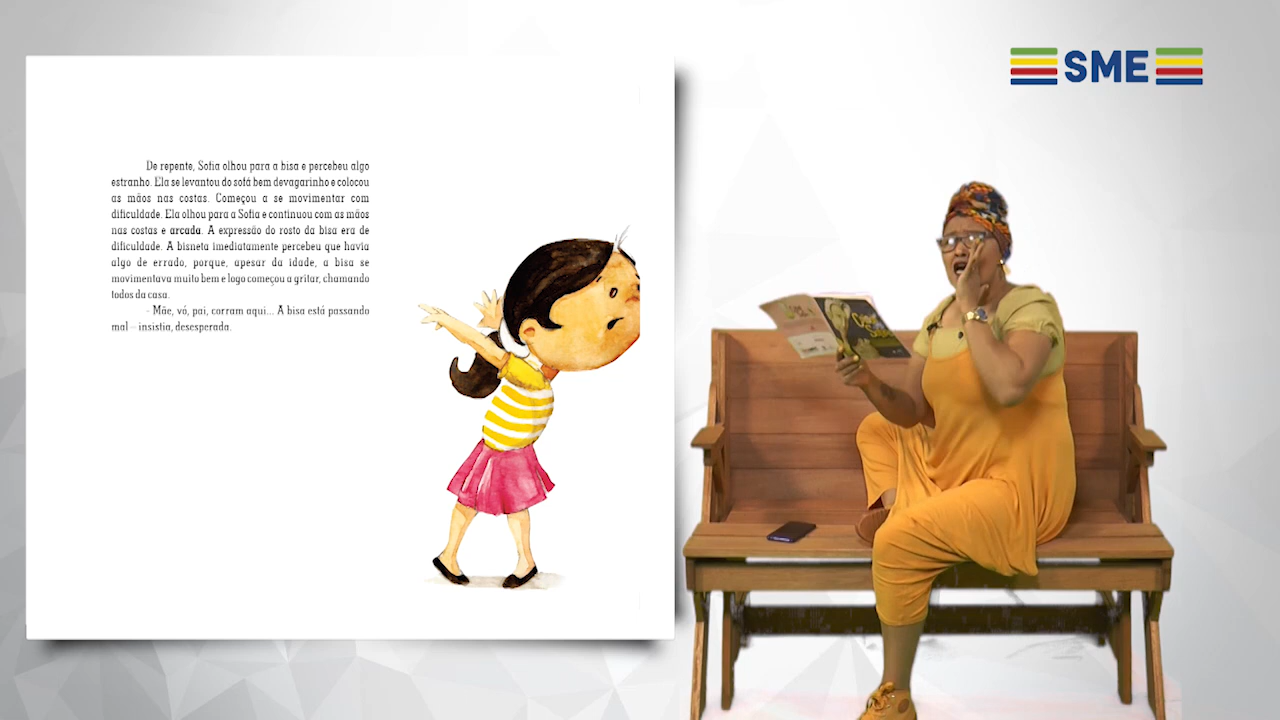 De repente, Sofia olhou para a bisa e percebeu algo
estranho. Ela se levantou do sofá bem devagarinho e colocou
as mãos nas costas. Começou a se movimentar com
dificuldade. Ela olhou para a Sofia e continuou com as mãos
nas costas e arcada. A expressão do rosto da bisa era de
dificuldade. A bisneta imediatamente percebeu que havia
algo de errado, porque, apesar da idade, a bisa se
movimentava muito bem e logo começou a gritar, chamando
todos da casa.
- Mãe, vó, pai, corram aqui... A bisa está passando
mal – insistia, desesperada.
SME